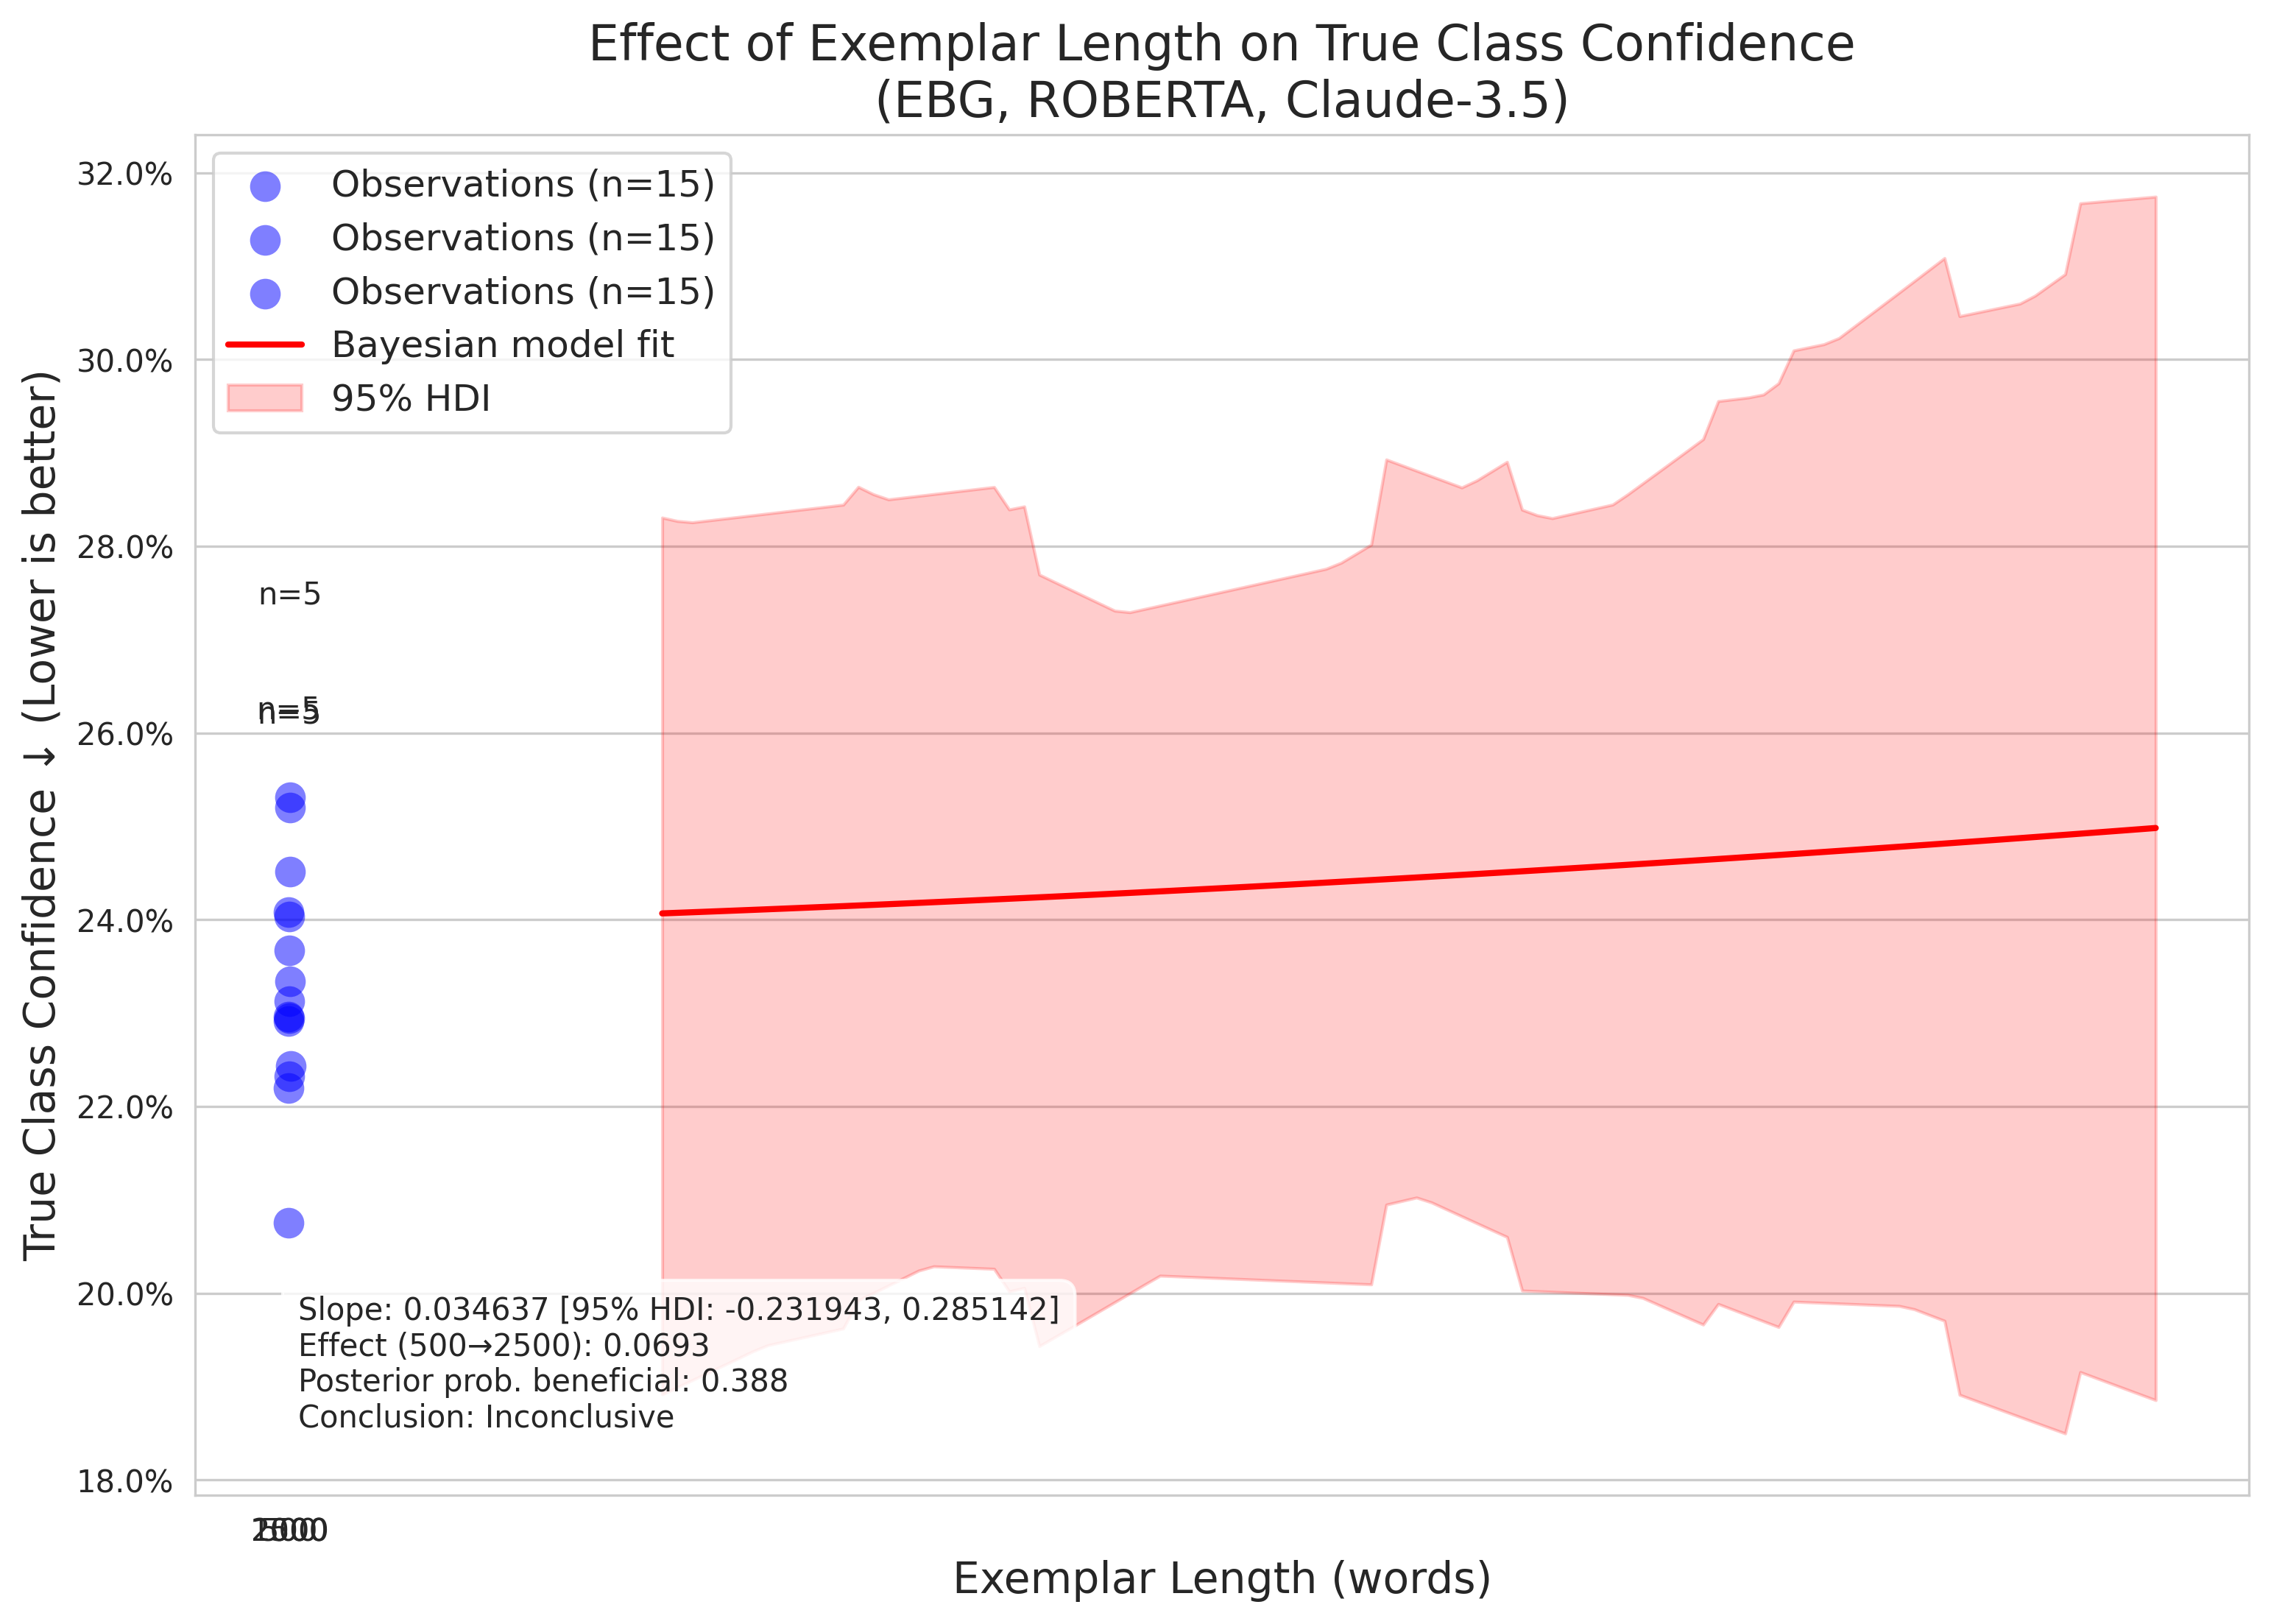 Effect of Exemplar Length on True Class Confidence
(EBG, ROBERTA, Claude-3.5)
True Class Confidence ↓ (Lower is better)
32.0%
30.0%
28.0%
26.0%
24.0%
22.0%
20.0%
18.0%
Observations (n=15)
Observations (n=15)
Observations (n=15)
Bayesian model fit
95% HDI
n=5
n=5
n=5
Slope: 0.034637 [95% HDI: -0.231943, 0.285142]
Effect (500→2500): 0.0693
Posterior prob. beneficial: 0.388
Conclusion: Inconclusive
Exemplar Length (words)